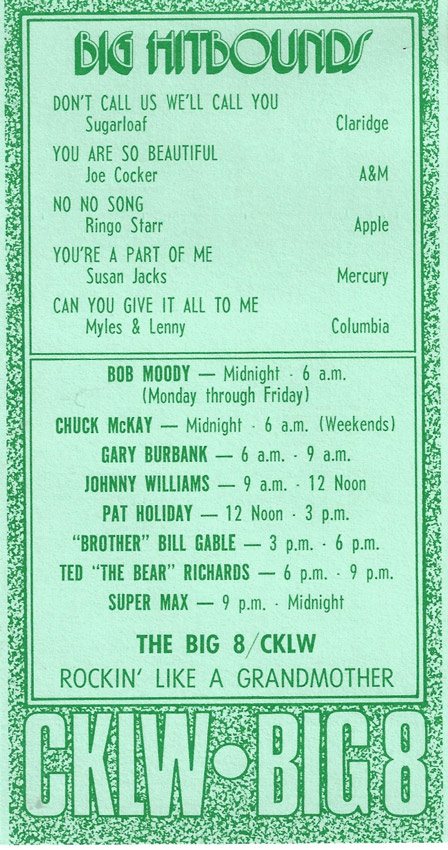 BIG HITBOUNDS
DON'T CALL US WE'LL CALL YOU
Sugarloaf Claridge
YOU ARE SO BEAUTIFUL
Joe Cocker A&M
NO NO SONG
Ringo Starr Apple
YOU'RE A PART OF ME
Susan Jacks Mercury
CAN YOU GIVE IT ALL TO ME
Myles & Lenny Columbia
BOB MOODY — Midnight - 6 a.m.
(Monday through Friday)
CHUCK McKAY — Midnight - 6 a.m. (Weekends)
GARY BURBANK — 6 a.m. - 9 a.m.
JOHNNY WILLIAMS — 9 a.m. - 12 Noon
PAT HOLIDAY — 12 Noon - 3 p.m.
"BROTHER" BILL GABLE — 3 p.m. - 6 p.m.
TED "THE BEAR" RICHARDS — 6 p.m. - 9 p.m.
SUPER MAX — 9 p.m. - Midnight
THE BIG 8/CKLW
ROCKIN' LIKE A GRANDMOTHER
CKLW•BIG8